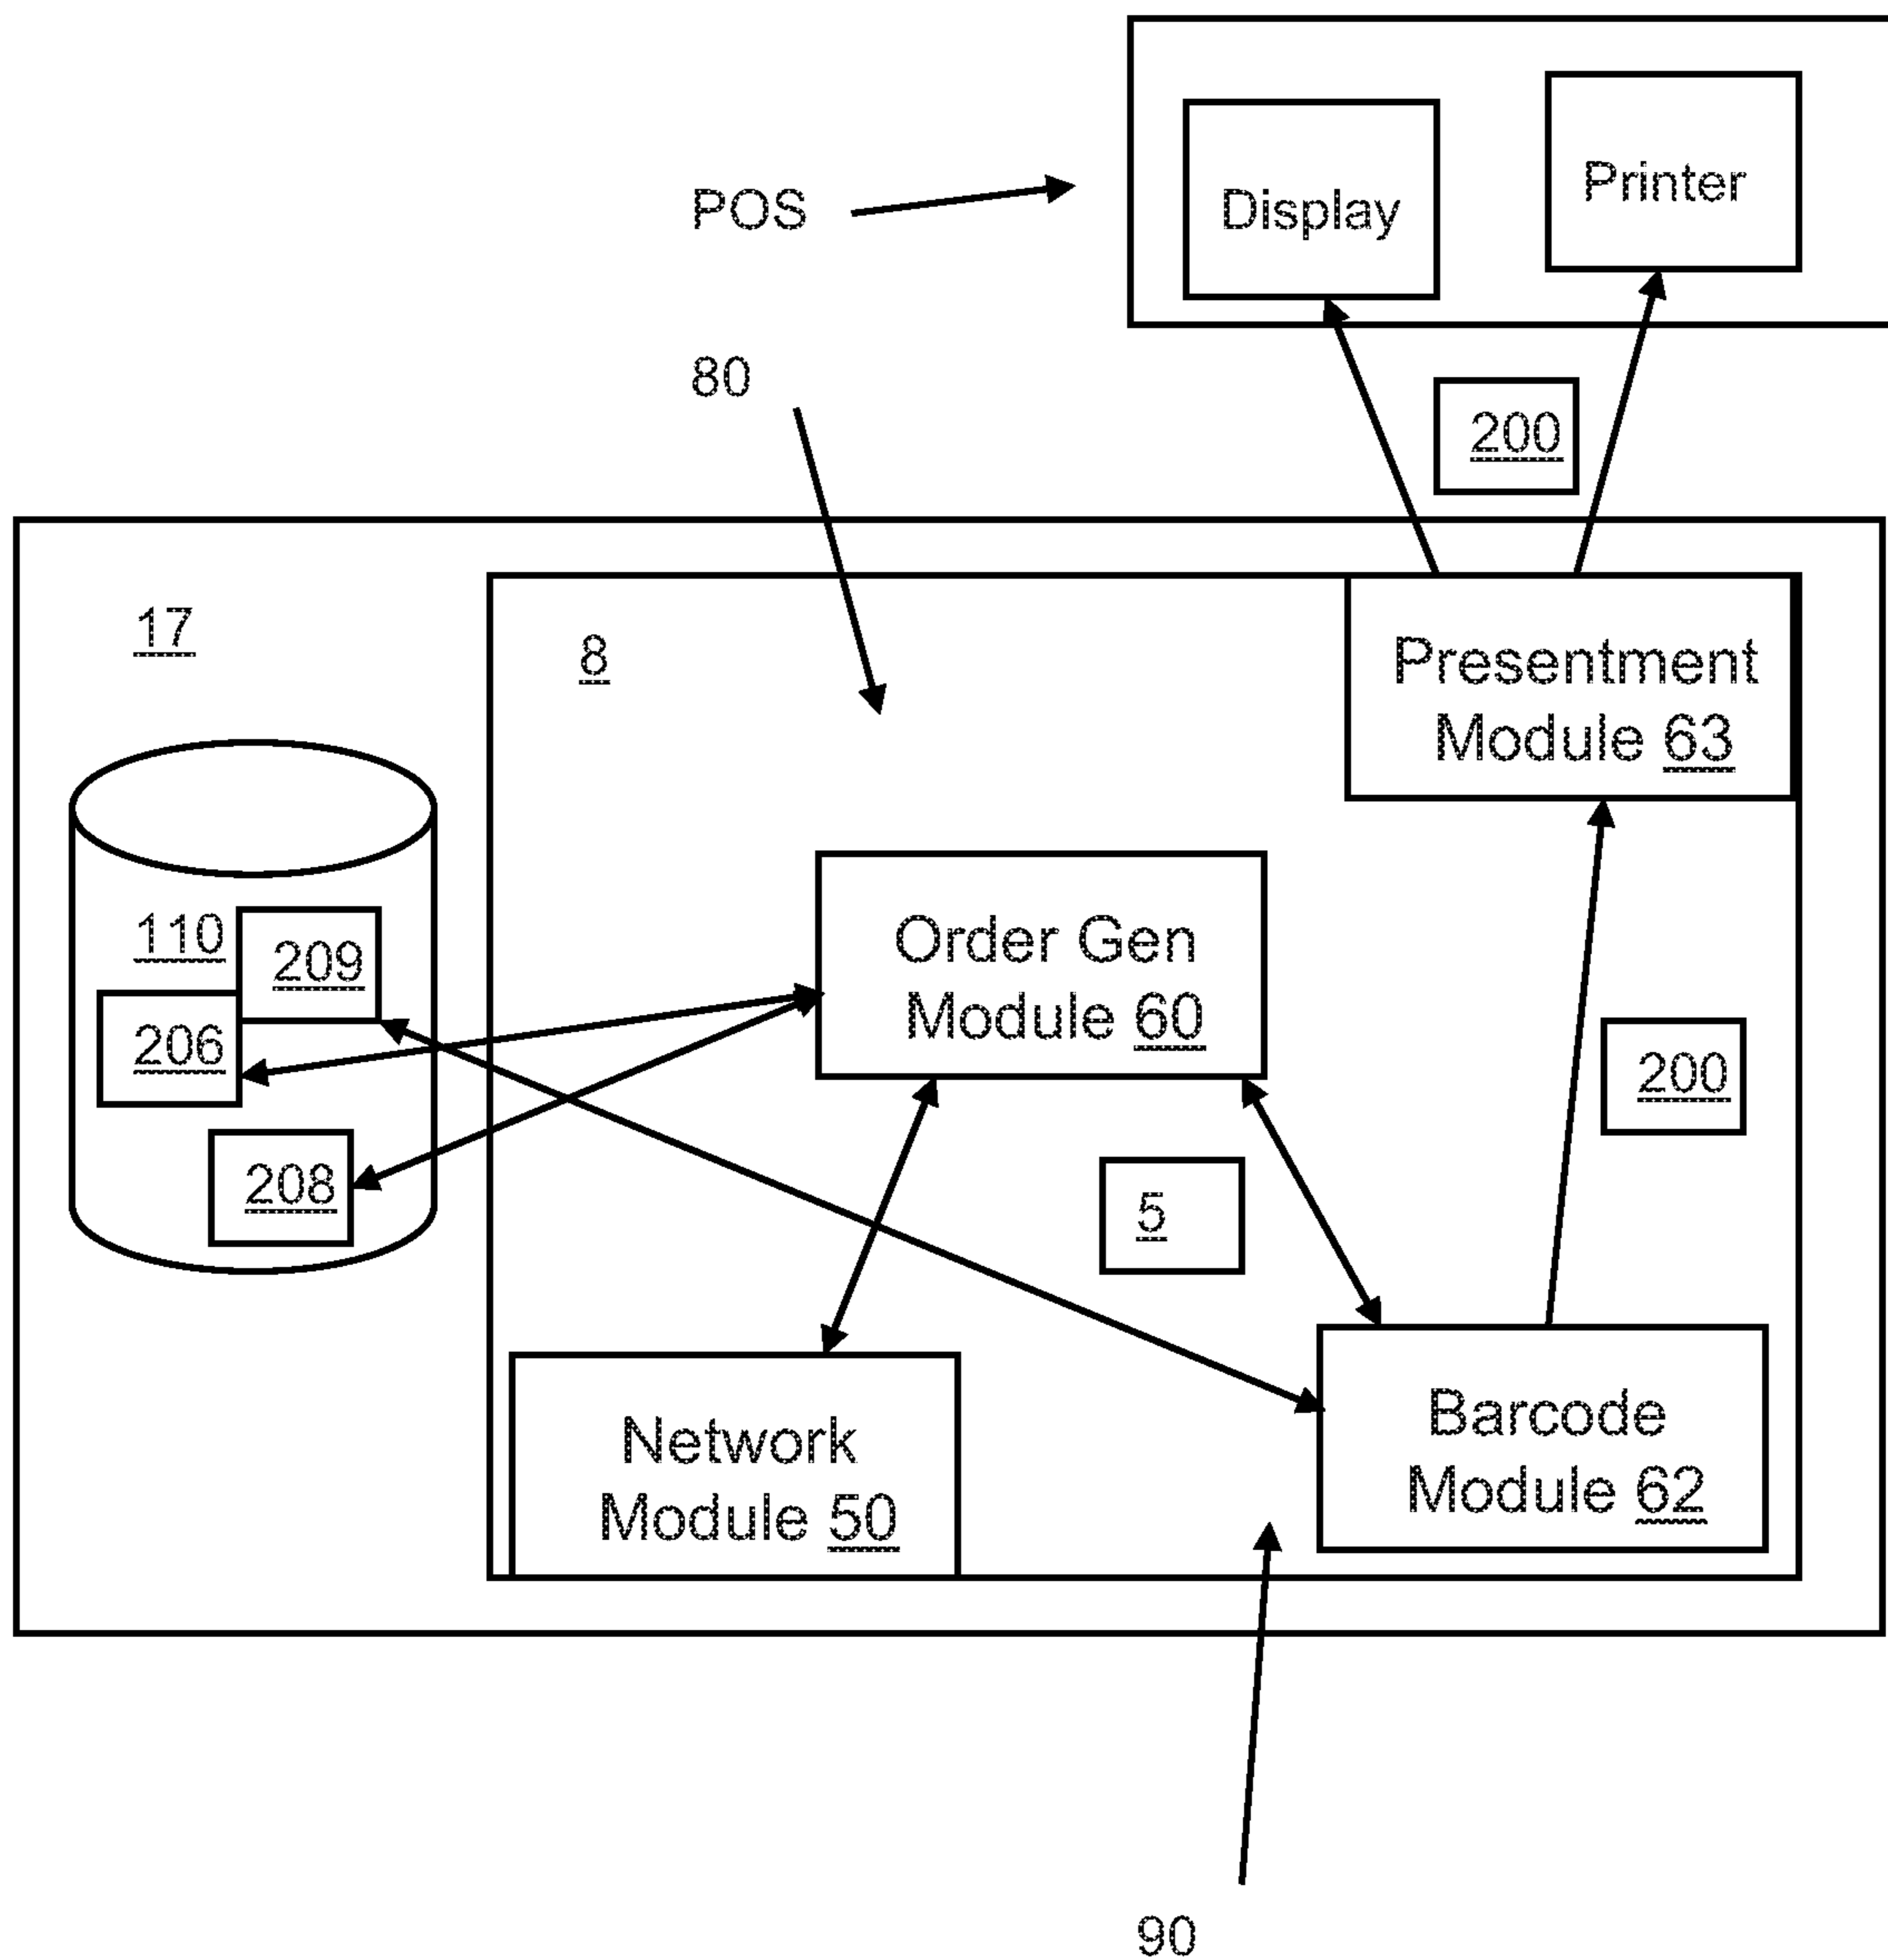 Printer
Display
POS
80
200
17
8
Presentment
Module 63
110
209
Order Gen
Module 60
206
200
208
5
Network
Module 50
Barcode
Module 62
90